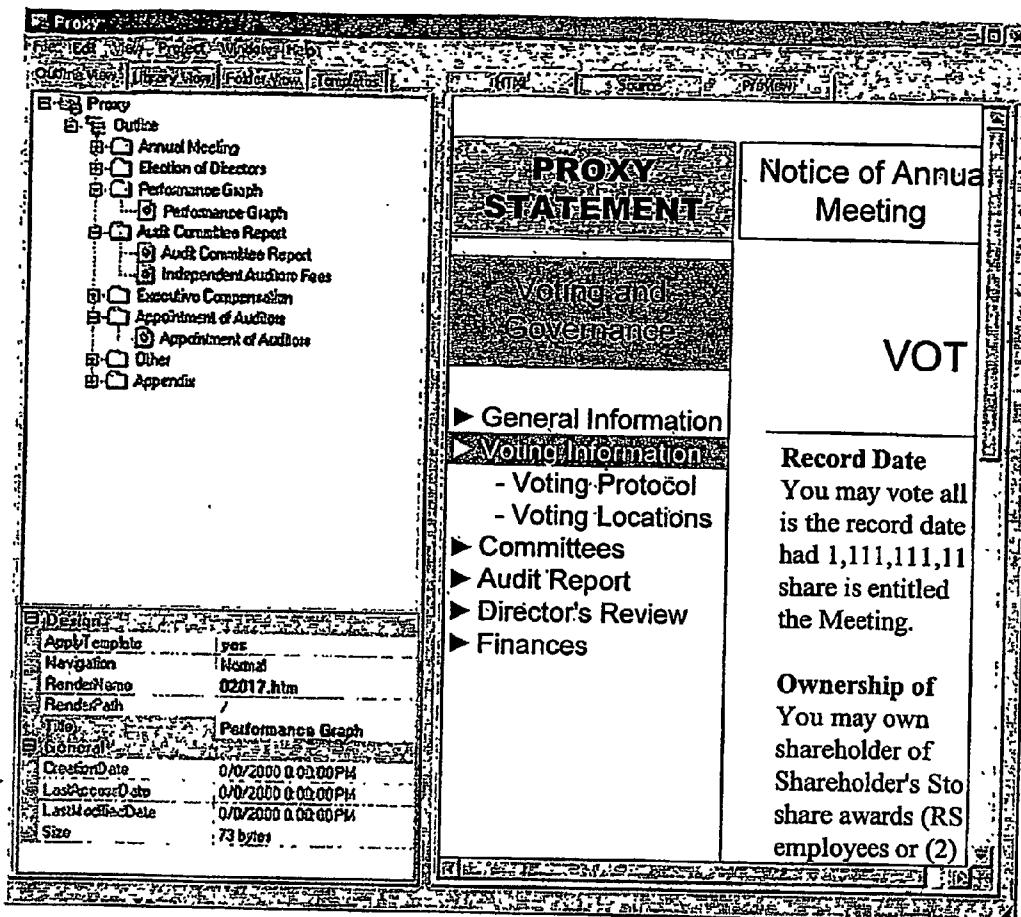 Proxy
File Edit View Project Windows Help
Outline View Library View Folder View Templates
HTML Source Preview
Proxy
Outline
Annual Meeting
Election of Directors
Performance Graph
Performance Graph
Audit Committee Report
Audit Committee Report
Independent Auditors Fees
Executive Compensation
Appointment of Auditors
Appointment of Auditors
Other
Appendix
Design
ApplyTemplate yes
Navigation Normal
RenderName 02017.htm
RenderPath /
Title Performance Graph
General
CreationDate 0/0/2000 0:00:00PM
LastAccessDate 0/0/2000 0:00:00PM
LastModifiedDate 0/0/2000 0:00:00PM
Size 73 bytes
PROXY
STATEMENT
Voting and
Governance
► General Information
► Voting Information
- Voting Protocol
- Voting Locations
► Committees
► Audit Report
► Director's Review
► Finances
Notice of Annua
Meeting
VOT
Record Date
You may vote all
is the record date
had 1,111,111,11
share is entitled
the Meeting.
Ownership of
You may own
shareholder of
Shareholder's Sto
share awards (RS
employees or (2)